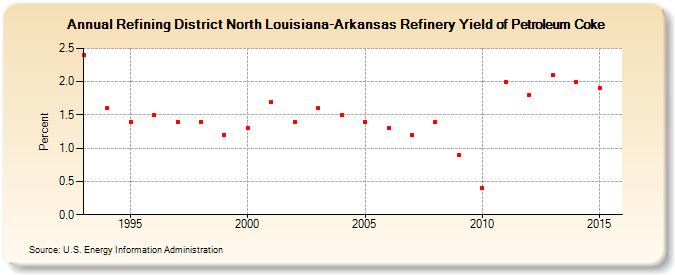 Annual Refining District North Louisiana-Arkansas Refinery Yield of Petroleum Coke
Percent
2.5
2.0
1.5
1.0
0.5
0.0
1995 2000 2005 2010 2015
Source: U.S. Energy Information Administration